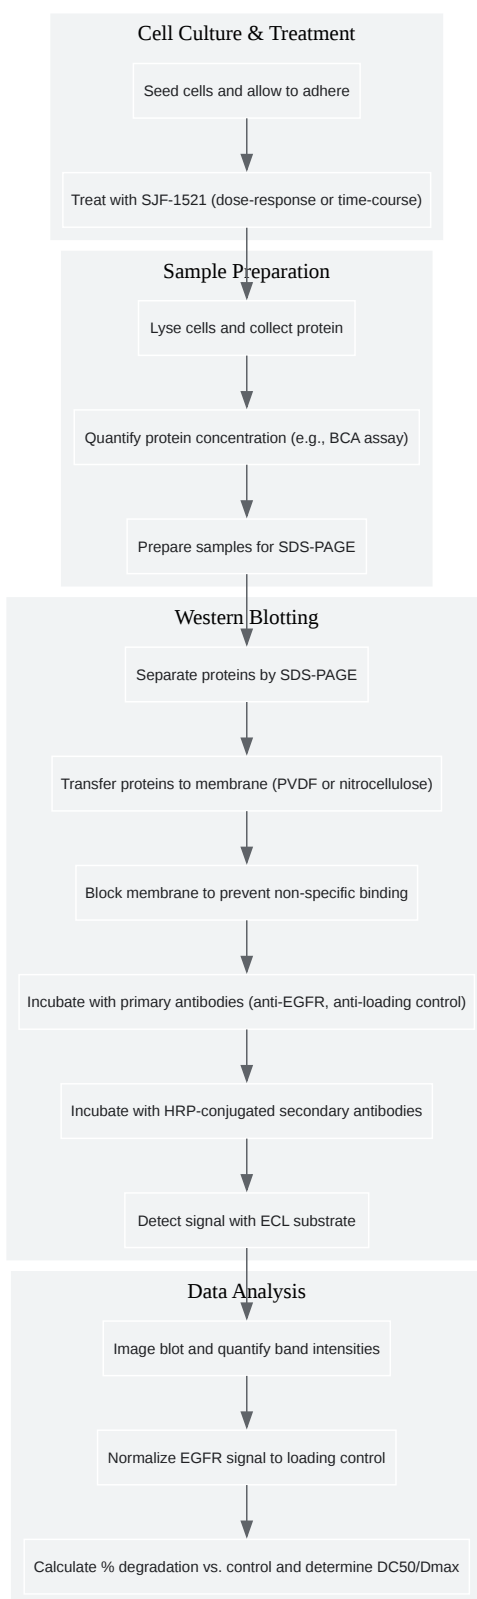 Cell Culture & Treatment
Seed cells and allow to adhere
Treat with SJF-1521 (dose-response or time-course)
Sample Preparation
Lyse cells and collect protein
Quantify protein concentration (e.g., BCA assay)
Prepare samples for SDS-PAGE
Western Blotting
Separate proteins by SDS-PAGE
Transfer proteins to membrane (PVDF or nitrocellulose)
Block membrane to prevent non-specific binding
Incubate with primary antibodies (anti-EGFR, anti-loading control)
Incubate with HRP-conjugated secondary antibodies
Detect signal with ECL substrate
Data Analysis
Image blot and quantify band intensities
Normalize EGFR signal to loading control
Calculate % degradation vs. control and determine DC50/Dmax